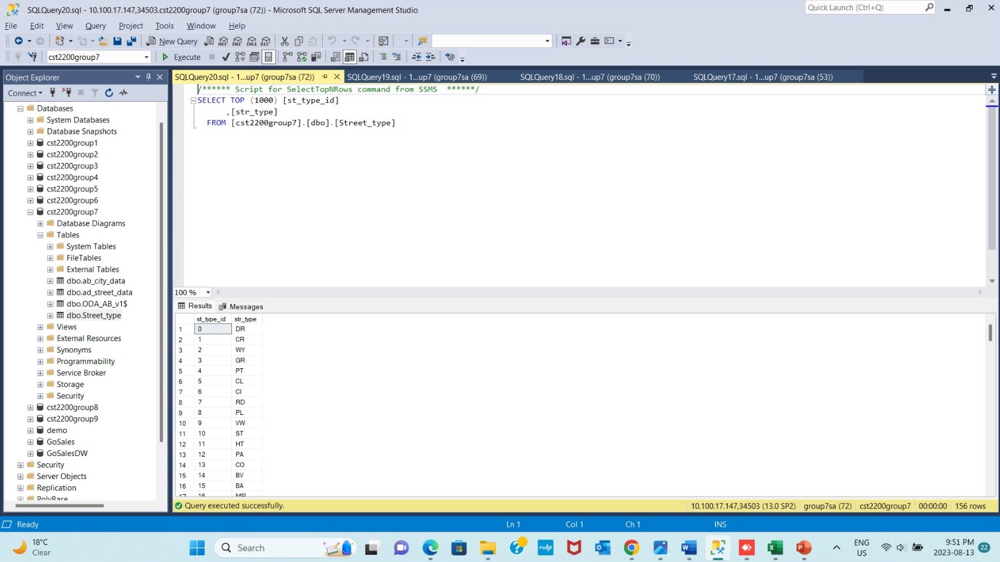 SQLQuery20.sql - 10.100.17.147,34503.cst2200group7 (group7sa (72)) - Microsoft SQL Server Management Studio
Quick Launch (Ctrl+Q)
File Edit View Query Project Tools Window Help
New Query
MDX DMX XMLA DAX
cst2200group7
Execute
Object Explorer
SQLQuery20.sql - 1...up7 (group7sa (72))
SQLQuery19.sql - 1...up7 (group7sa (69))
SQLQuery18.sql - 1...up7 (group7sa (70))
SQLQuery17.sql - 1...up7 (group7sa (53))
Connect
Databases
System Databases
Database Snapshots
cst2200group1
cst2200group2
cst2200group3
cst2200group4
cst2200group5
cst2200group6
cst2200group7
Database Diagrams
Tables
System Tables
FileTables
External Tables
dbo.ab_city_data
dbo.ad_street_data
dbo.ODA_AB_v1$
dbo.Street_type
Views
External Resources
Synonyms
Programmability
Service Broker
Storage
Security
cst2200group8
cst2200group9
demo
GoSales
GoSalesDW
Security
Server Objects
Replication
PolyBase
/****** Script for SelectTopNRows command from SSMS ******/
SELECT TOP (1000) [st_type_id]
,[str_type]
FROM [cst2200group7].[dbo].[Street_type]
100 %
Results Messages
st_type_id str_type
1 0 DR
2 1 CR
3 2 WY
4 3 GR
5 4 PT
6 5 CL
7 6 CI
8 7 RD
9 8 PL
10 9 VW
11 10 ST
12 11 HT
13 12 PA
14 13 CO
15 14 BV
16 15 BA
17 16 MR
Query executed successfully.
10.100.17.147,34503 (13.0 SP2) group7sa (72) cst2200group7 00:00:00 156 rows
Ready Ln 1 Col 1 Ch 1 INS
18°C
Clear
Search
myhp
ENG
US
9:51 PM
2023-08-13
22